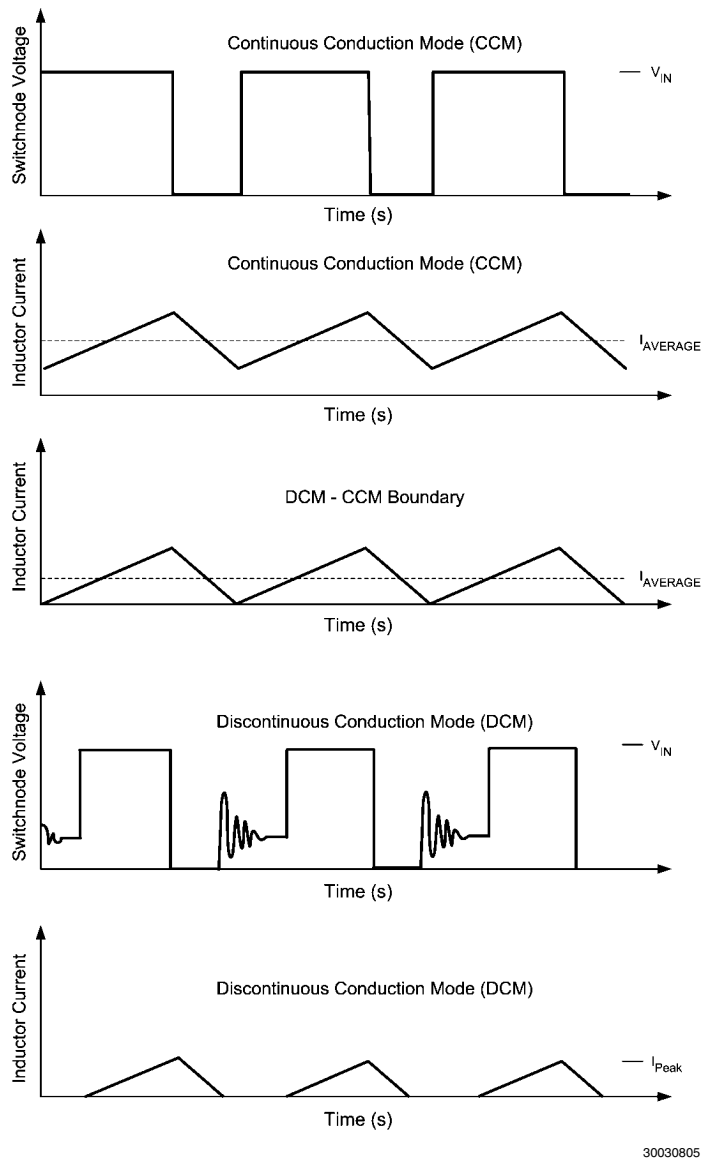 Continuous Conduction Mode (CCM)
Switchnode Voltage
V_IN
Time (s)
Continuous Conduction Mode (CCM)
Inductor Current
I_AVERAGE
Time (s)
DCM - CCM Boundary
Inductor Current
I_AVERAGE
Time (s)
Discontinuous Conduction Mode (DCM)
Switchnode Voltage
V_IN
Time (s)
Discontinuous Conduction Mode (DCM)
Inductor Current
I_Peak
Time (s)
30030805